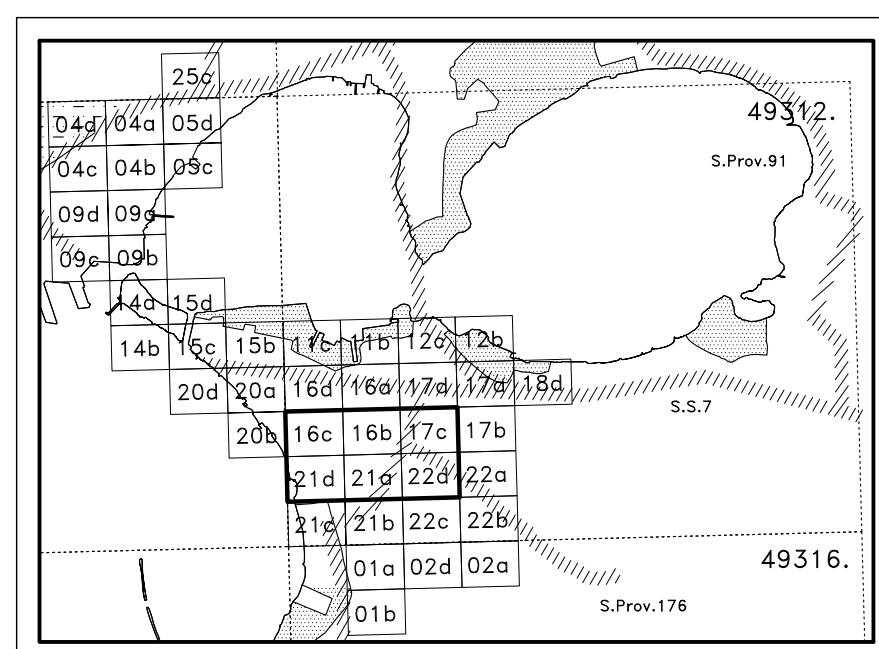 25c
04d 04a 05d
49312.
04c 04b 05c
S.Prov.91
09d 09a
09c 09b
14a 15d
14b 15c 15b 11c 11b 12c 12b
20d 20a 16d 16a 17d 17a 18d
S.S.7
20b 16c 16b 17c 17b
21d 21a 22d 22a
21c 21b 22c 22b
49316.
01a 02d 02a
S.Prov.176
01b